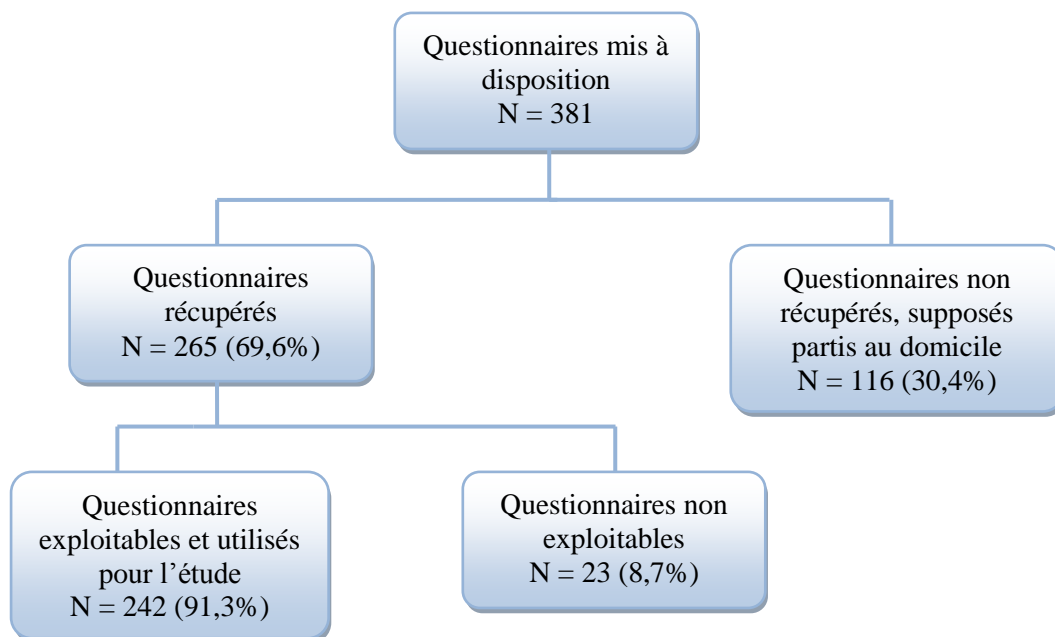 Questionnaires mis à
disposition
N = 381
Questionnaires
récupérés
N = 265 (69,6%)
Questionnaires non
récupérés, supposés
partis au domicile
N = 116 (30,4%)
Questionnaires
exploitables et utilisés
pour l’étude
N = 242 (91,3%)
Questionnaires non
exploitables
N = 23 (8,7%)